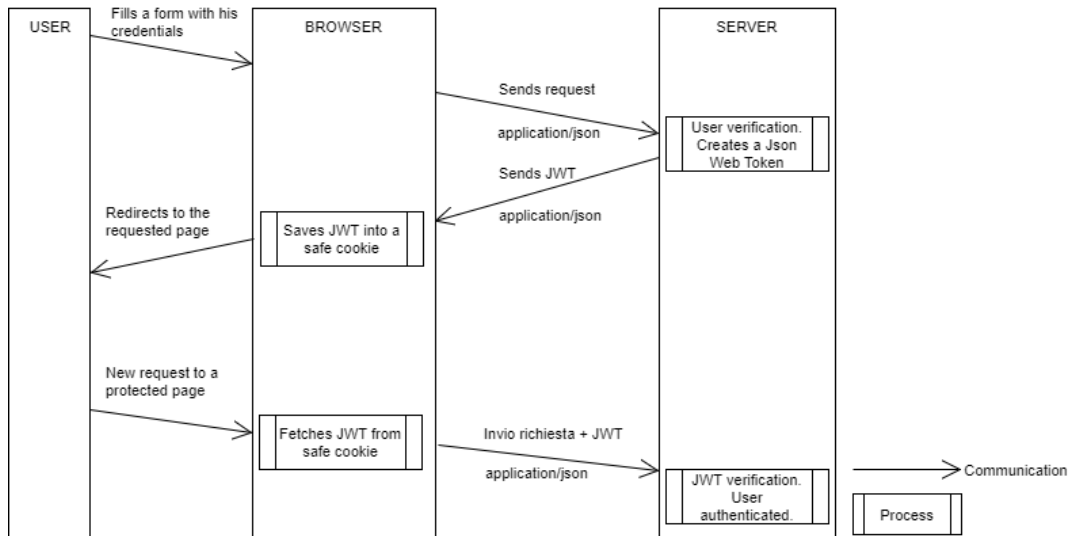 USER
BROWSER
SERVER
Fills a form with his
credentials
Sends request
application/json
User verification.
Creates a Json
Web Token
Sends JWT
application/json
Saves JWT into a
safe cookie
Redirects to the
requested page
New request to a
protected page
Fetches JWT from
safe cookie
Invio richiesta + JWT
application/json
JWT verification.
User
authenticated.
Communication
Process